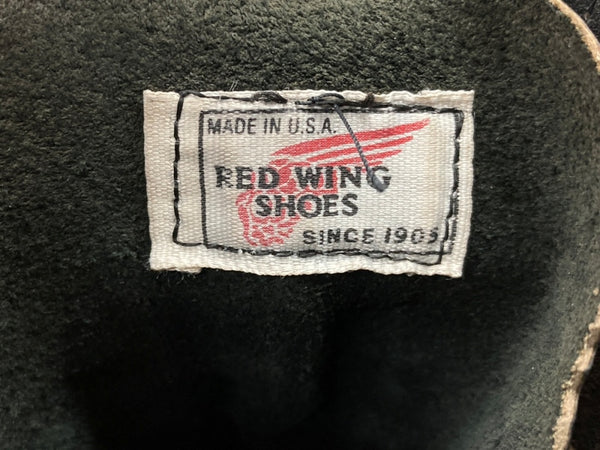 MADE IN U.S.A.
RED WING
SHOES
SINCE 1905